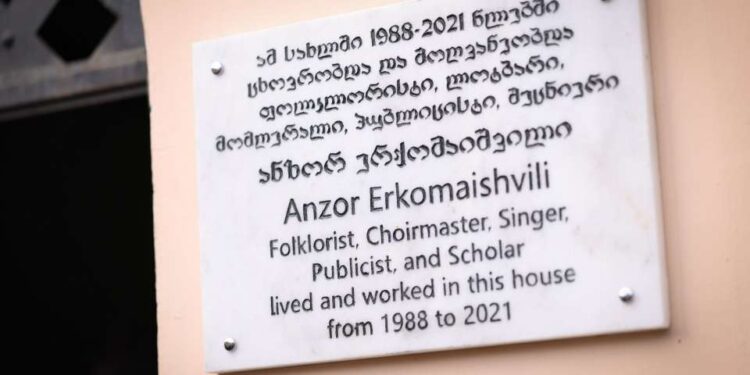 ამ სახლში 1988-2021 წლებში
ცხოვრობდა და მოღვაწეობდა
ფოლკლორისტი, ლოტბარი,
მომღერალი, პუბლიცისტი, მეცნიერი
ანზორ ერქომაიშვილი
Anzor Erkomaishvili
Folklorist, Choirmaster, Singer,
Publicist, and Scholar
lived and worked in this house
from 1988 to 2021